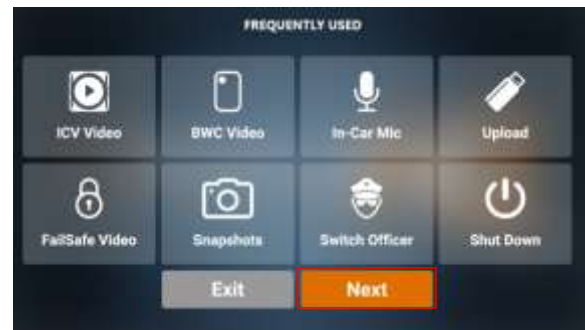 FREQUENTLY USED
ICV Video BWC Video In-Car Mic Upload
FailSafe Video Snapshots Switch Officer Shut Down
Exit Next